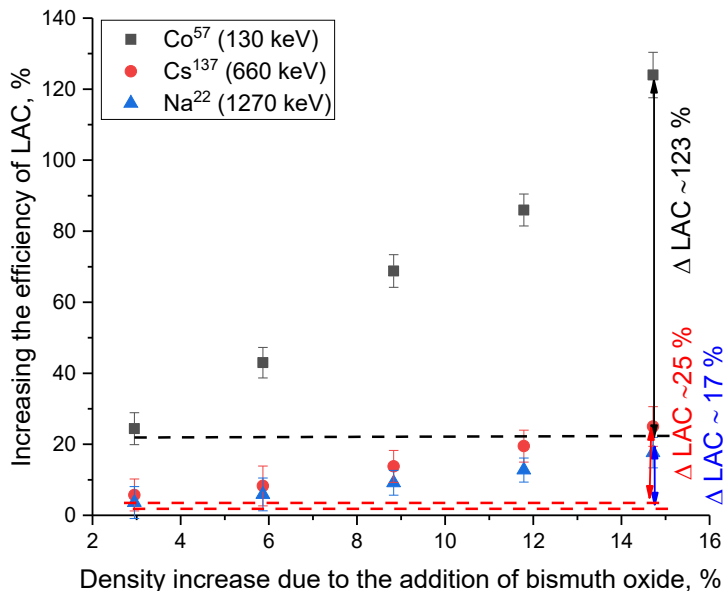 140
120
100
80
60
40
20
0
2
4
6
8
10
12
14
16
Increasing the efficiency of LAC, %
Density increase due to the addition of bismuth oxide, %
Co⁵⁷ (130 keV)
Cs¹³⁷ (660 keV)
Na²² (1270 keV)
Δ LAC ~123 %
Δ LAC ~25 %
Δ LAC ~ 17 %